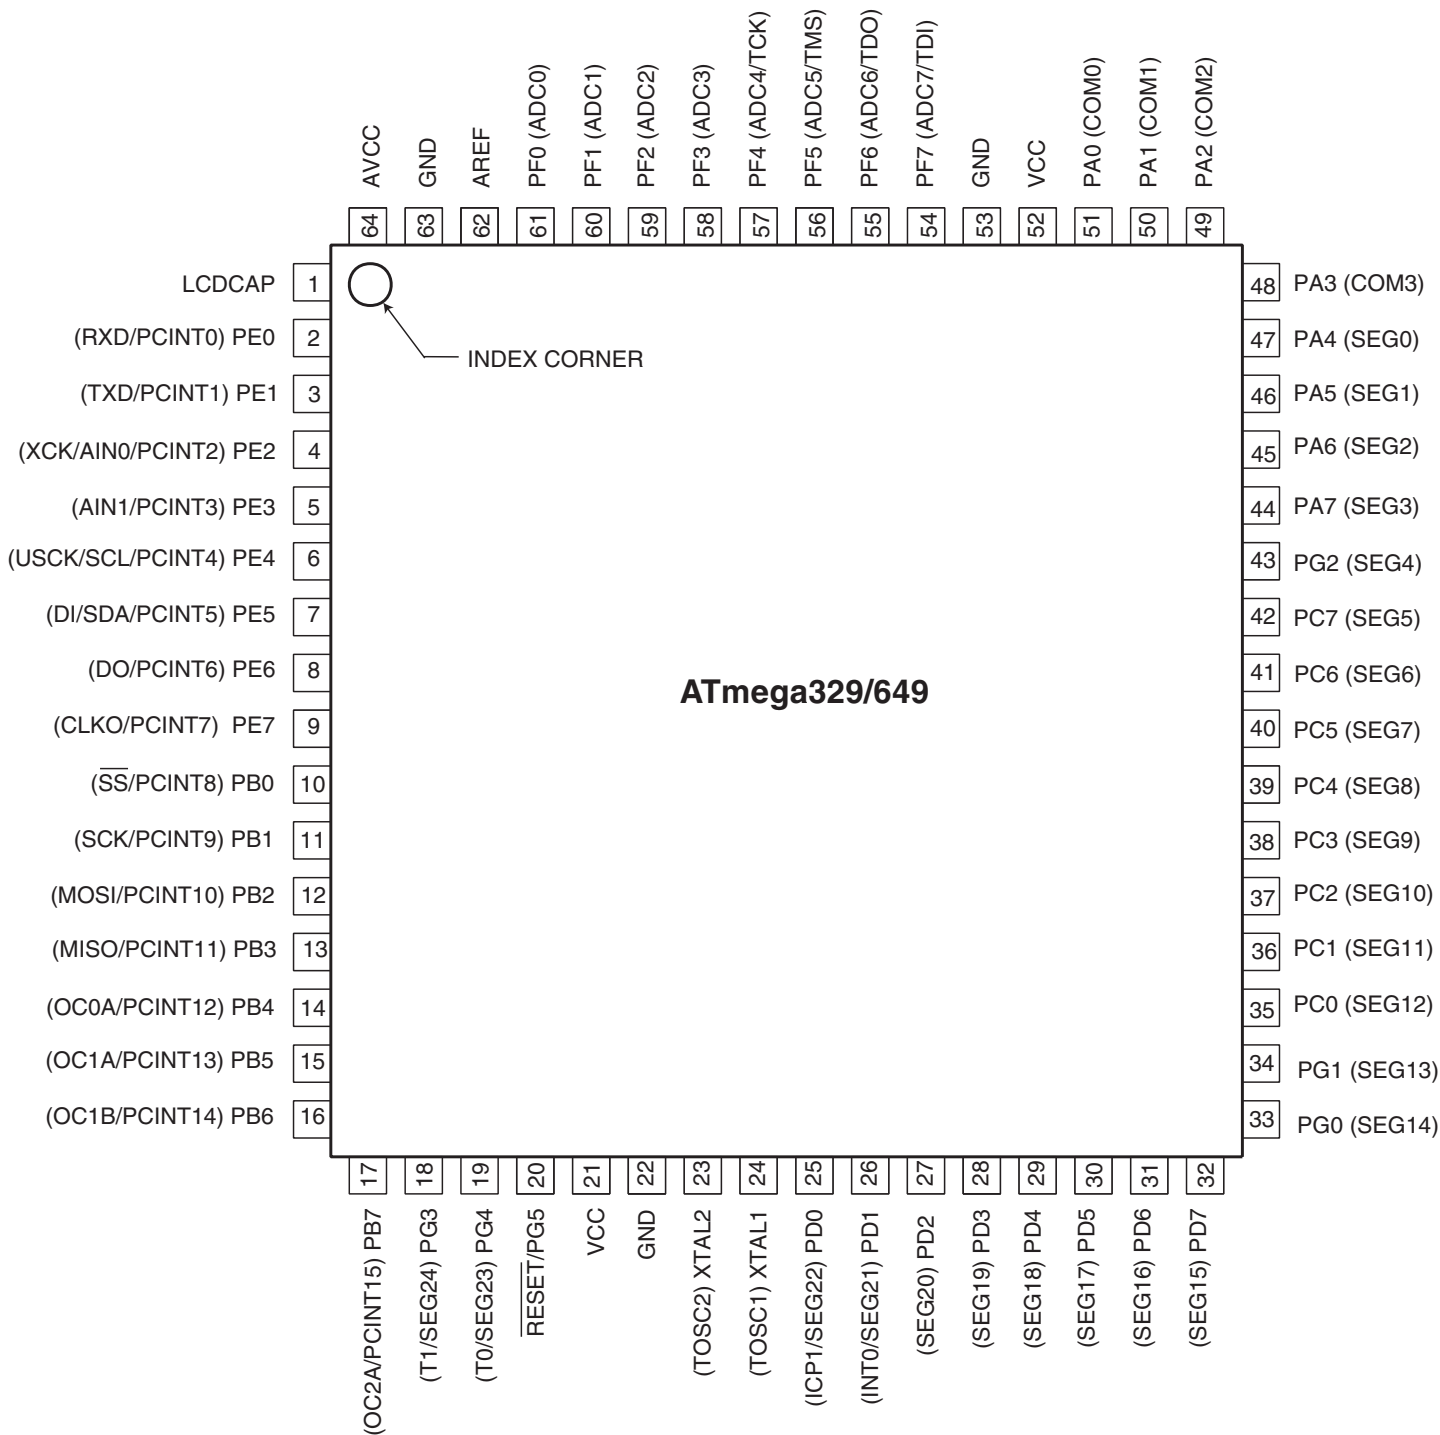 AVCC
GND
AREF
PF0 (ADC0)
PF1 (ADC1)
PF2 (ADC2)
PF3 (ADC3)
PF4 (ADC4/TCK)
PF5 (ADC5/TMS)
PF6 (ADC6/TDO)
PF7 (ADC7/TDI)
GND
VCC
PA0 (COM0)
PA1 (COM1)
PA2 (COM2)
64
63
62
61
60
59
58
57
56
55
54
53
52
51
50
49
LCDCAP 1
(RXD/PCINT0) PE0 2
(TXD/PCINT1) PE1 3
(XCK/AIN0/PCINT2) PE2 4
(AIN1/PCINT3) PE3 5
(USCK/SCL/PCINT4) PE4 6
(DI/SDA/PCINT5) PE5 7
(DO/PCINT6) PE6 8
(CLKO/PCINT7) PE7 9
(SS/PCINT8) PB0 10
(SCK/PCINT9) PB1 11
(MOSI/PCINT10) PB2 12
(MISO/PCINT11) PB3 13
(OC0A/PCINT12) PB4 14
(OC1A/PCINT13) PB5 15
(OC1B/PCINT14) PB6 16
INDEX CORNER
ATmega329/649
48 PA3 (COM3)
47 PA4 (SEG0)
46 PA5 (SEG1)
45 PA6 (SEG2)
44 PA7 (SEG3)
43 PG2 (SEG4)
42 PC7 (SEG5)
41 PC6 (SEG6)
40 PC5 (SEG7)
39 PC4 (SEG8)
38 PC3 (SEG9)
37 PC2 (SEG10)
36 PC1 (SEG11)
35 PC0 (SEG12)
34 PG1 (SEG13)
33 PG0 (SEG14)
17
18
19
20
21
22
23
24
25
26
27
28
29
30
31
32
(OC2A/PCINT15) PB7
(T1/SEG24) PG3
(T0/SEG23) PG4
RESET/PG5
VCC
GND
(TOSC2) XTAL2
(TOSC1) XTAL1
(ICP1/SEG22) PD0
(INT0/SEG21) PD1
(SEG20) PD2
(SEG19) PD3
(SEG18) PD4
(SEG17) PD5
(SEG16) PD6
(SEG15) PD7